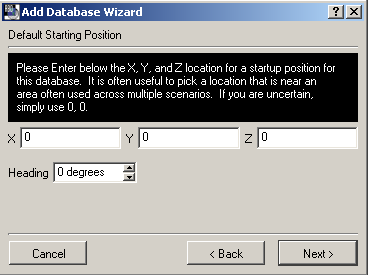 Add Database Wizard
Default Starting Position
Please Enter below the X, Y, and Z location for a startup position for
this database. It is often useful to pick a location that is near an
area often used across multiple scenarios. If you are uncertain,
simply use 0, 0.
X 0 Y 0 Z 0
Heading 0 degrees
Cancel < Back Next >